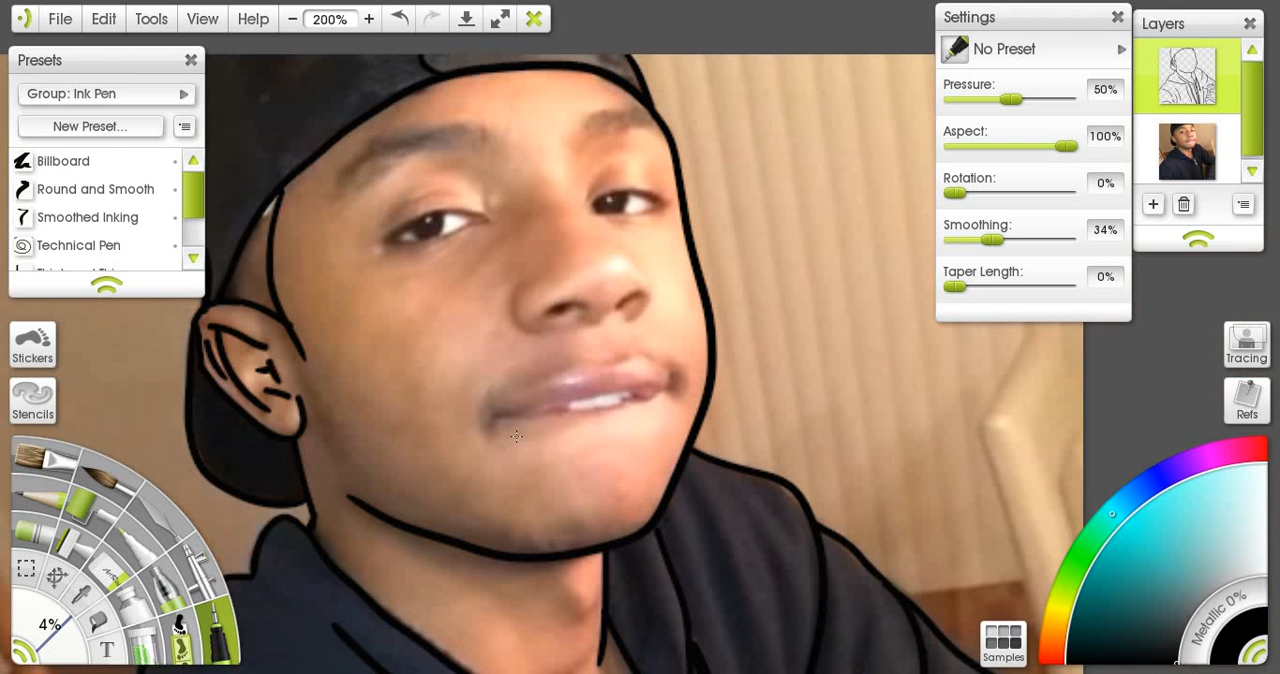 File Edit Tools View Help − 200% +
Presets
Group: Ink Pen
New Preset...
Billboard
Round and Smooth
Smoothed Inking
Technical Pen
Stickers
Stencils
4%
T
Settings
No Preset
Pressure: 50%
Aspect: 100%
Rotation: 0%
Smoothing: 34%
Taper Length: 0%
Layers
Tracing
Refs
Samples
Metallic 0%